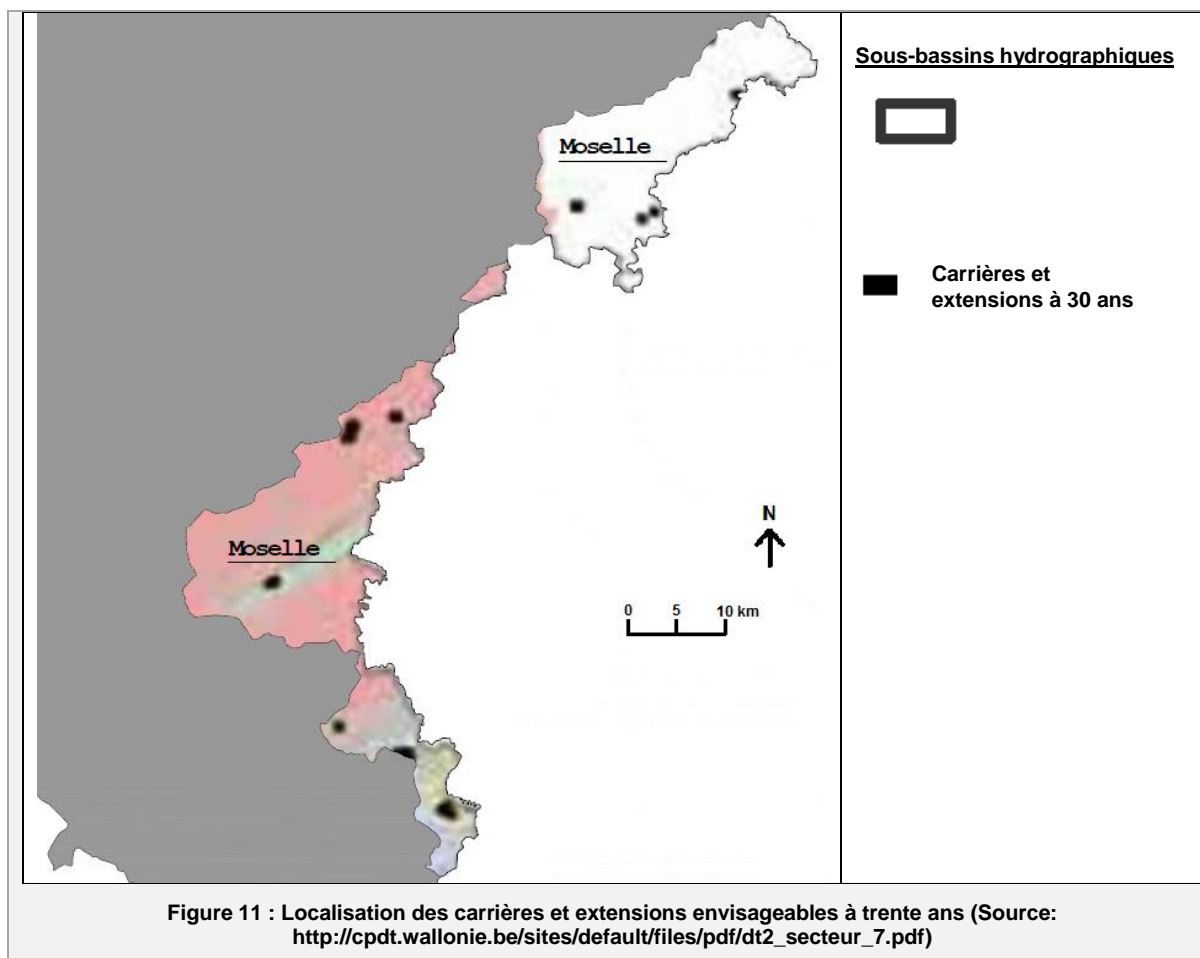 Moselle
Moselle
N
0 5 10 km
Sous-bassins hydrographiques
Carrières et
extensions à 30 ans
Figure 11 : Localisation des carrières et extensions envisageables à trente ans (Source:
http://cpdt.wallonie.be/sites/default/files/pdf/dt2_secteur_7.pdf)